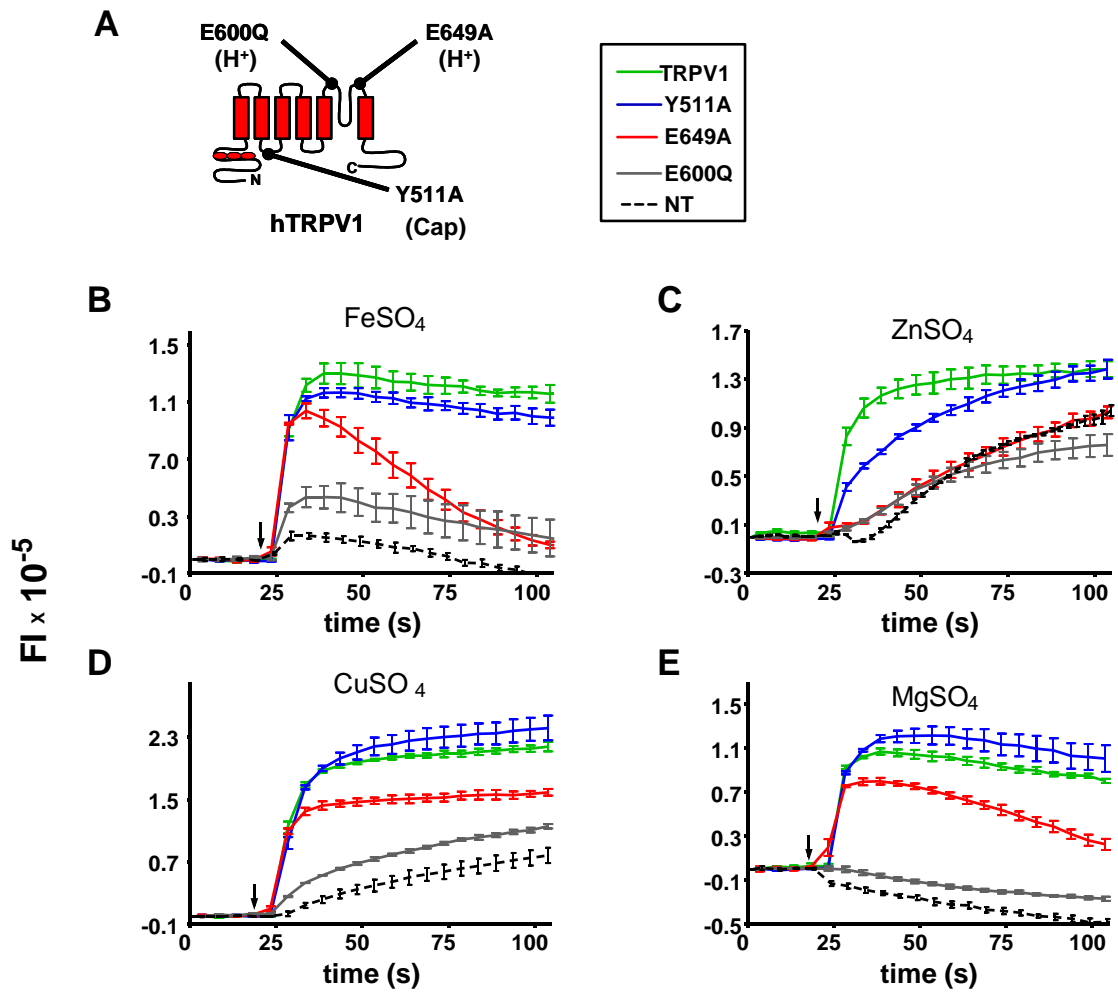 A
E600Q
(H+)
E649A
(H+)
N
C
Y511A
(Cap)
hTRPV1
TRPV1
Y511A
E649A
E600Q
NT
FI x 10-5
B
FeSO4
1.5
1.1
7.0
0.3
-0.1
0 25 50 75 100
time (s)
C
ZnSO4
1.7
1.3
0.9
0.5
0.1
-0.3
0 25 50 75 100
time (s)
D
CuSO 4
2.3
1.5
0.7
-0.1
0 25 50 75 100
time (s)
E
MgSO4
1.5
1.1
0.7
0.3
-0.1
-0.5
0 25 50 75 100
time (s)